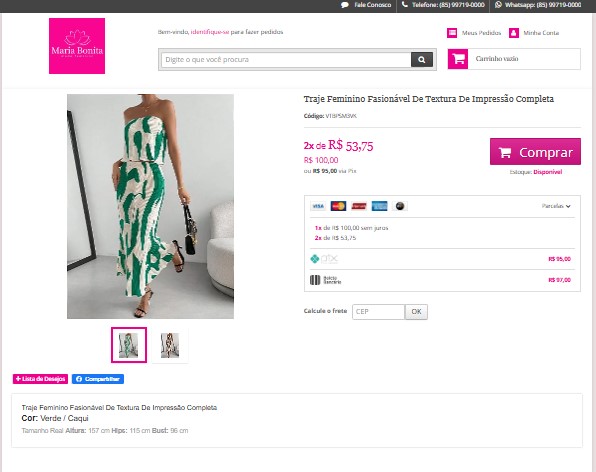 Fale Conosco Telefone: (85) 99719-0000 Whatsapp: (85) 99719-0000
Maria Bonita
Bem-vindo, identifique-se para fazer pedidos
Meus Pedidos Minha Conta
Digite o que você procura
Carrinho vazio
Traje Feminino Fasionável De Textura De Impressão Completa
Código: V1BPSM3VK
2x de R$ 53,75
R$ 100,00
ou R$ 95,00 via Pix
Comprar
Estoque: Disponível
VISA
Parcelas
1x de R$ 100,00 sem juros
2x de R$ 53,75
pix R$ 95,00
Boleto Bancário R$ 97,00
Calcule o frete CEP OK
+ Lista de Desejos Compartilhar
Traje Feminino Fasionável De Textura De Impressão Completa
Cor: Verde / Caqui
Tamanho Real Altura: 157 cm Hips: 115 cm Bust: 96 cm